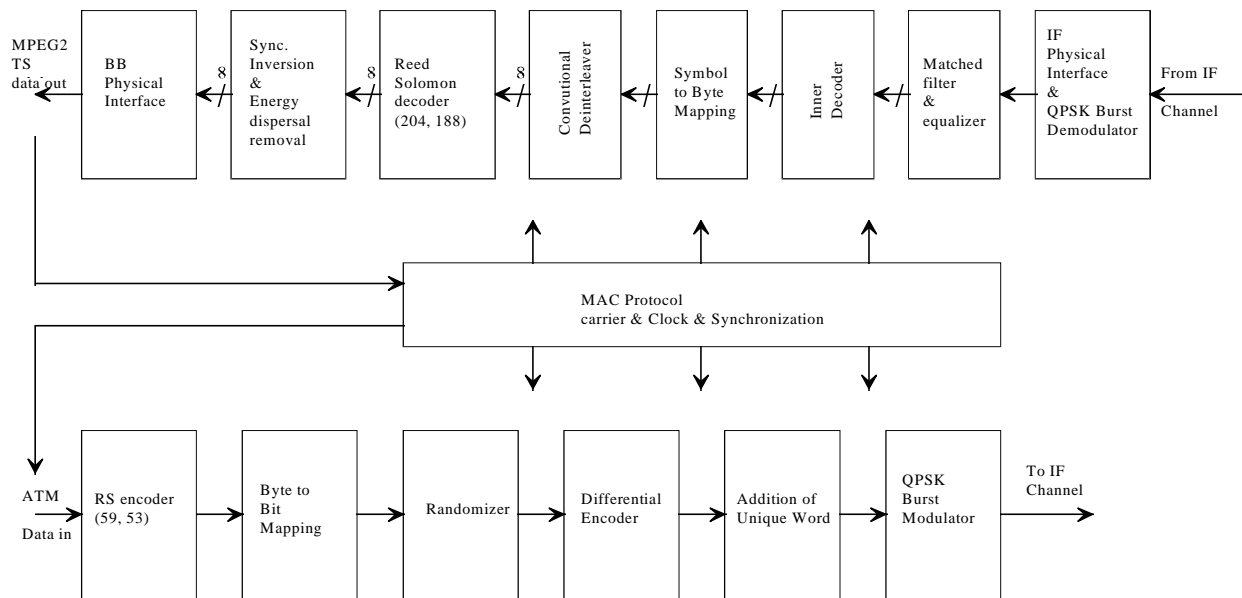 MPEG2
TS
data out
BB
Physical
Interface
8
Sync.
Inversion
&
Energy
dispersal
removal
8
Reed
Solomon
decoder
(204, 188)
8
Convutional
Deinterleaver
Symbol
to Byte
Mapping
Inner
Decoder
Matched
filter
&
equalizer
IF
Physical
Interface
&
QPSK Burst
Demodulator
From IF
Channel
MAC Protocol
carrier & Clock & Synchronization
ATM
Data in
RS encoder
(59, 53)
Byte to
Bit
Mapping
Randomizer
Differential
Encoder
Addition of
Unique Word
QPSK
Burst
Modulator
To IF
Channel